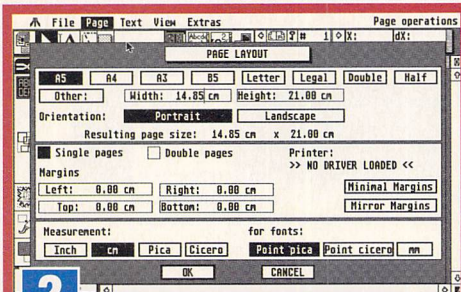 File Page Text View Extras Page operations
Abcd ? # 1 X: dX:
PAGE LAYOUT
A5 A4 A3 B5 Letter Legal Double Half
Other: Width: 14.85 cm Height: 21.00 cm
Orientation: Portrait Landscape
Resulting page size: 14.85 cm x 21.00 cm
Single pages Double pages Printer:
>> NO DRIVER LOADED <<
Margins
Left: 0.00 cm Right: 0.00 cm Minimal Margins
Top: 0.00 cm Bottom: 0.00 cm Mirror Margins
Measurement: for fonts:
Inch cm Pica Cicero Point pica Point cicero mm
OK CANCEL
2